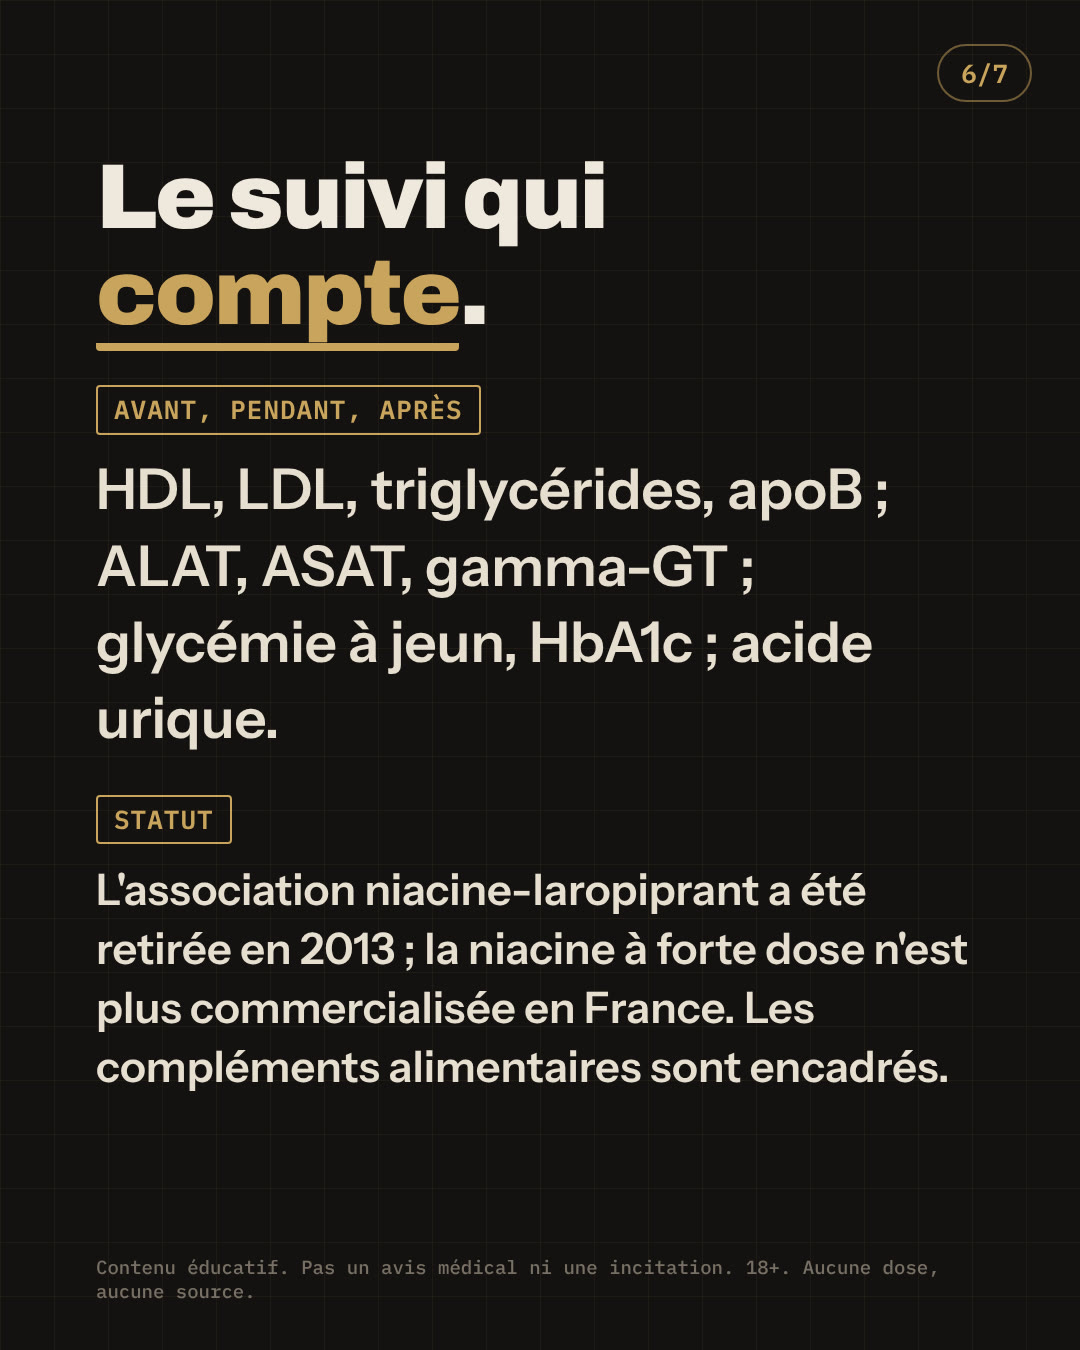 6/7
Le suivi qui
compte.
AVANT, PENDANT, APRÈS
HDL, LDL, triglycérides, apoB ;
ALAT, ASAT, gamma-GT ;
glycémie à jeun, HbA1c ; acide
urique.
STATUT
L'association niacine-laropiprant a été
retirée en 2013 ; la niacine à forte dose n'est
plus commercialisée en France. Les
compléments alimentaires sont encadrés.
Contenu éducatif. Pas un avis médical ni une incitation. 18+. Aucune dose,
aucune source.